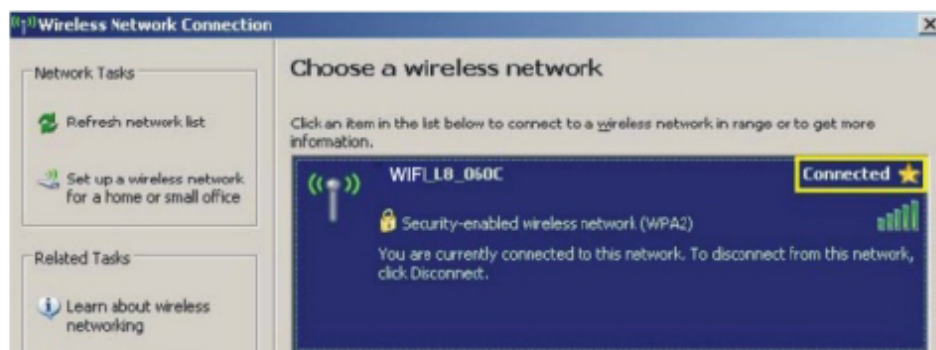 Wireless Network Connection
Network Tasks
Refresh network list
Set up a wireless network
for a home or small office
Related Tasks
Learn about wireless
networking
Choose a wireless network
Click an item in the list below to connect to a wireless network in range or to get more
information.
WIFI_L8_060C
Connected
Security-enabled wireless network (WPA2)
You are currently connected to this network. To disconnect from this network,
click Disconnect.